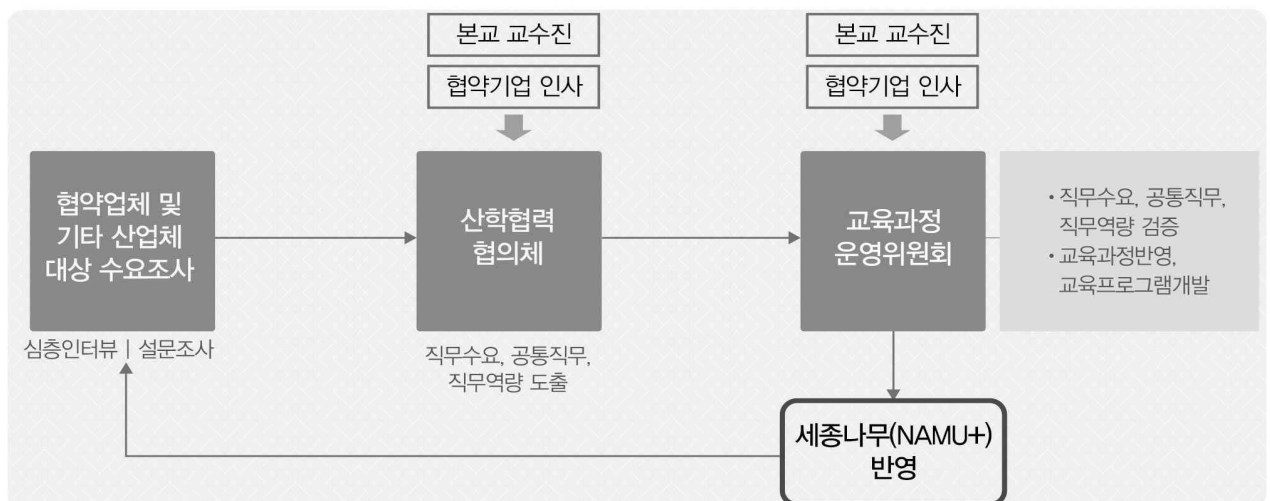 본교 교수진
협약기업 인사
본교 교수진
협약기업 인사
협약업체 및
기타 산업체
대상 수요조사
심층인터뷰 | 설문조사
산학협력
협의체
직무수요, 공통직무,
직무역량 도출
교육과정
운영위원회
• 직무수요, 공통직무,
직무역량 검증
• 교육과정반영,
교육프로그램개발
세종나무(NAMU+)
반영